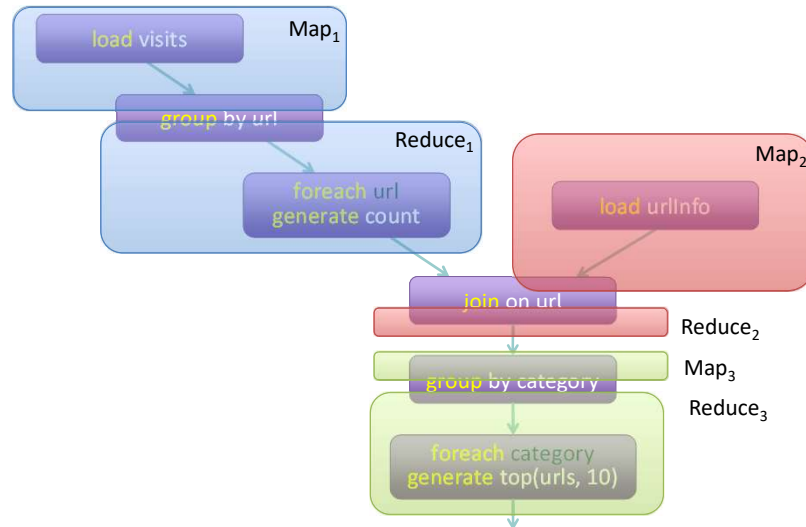 Map1
load visits
group by url
Reduce1
Map2
foreach url
generate count
load urlInfo
join on url
Reduce2
Map3
group by category
Reduce3
foreach category
generate top(urls, 10)